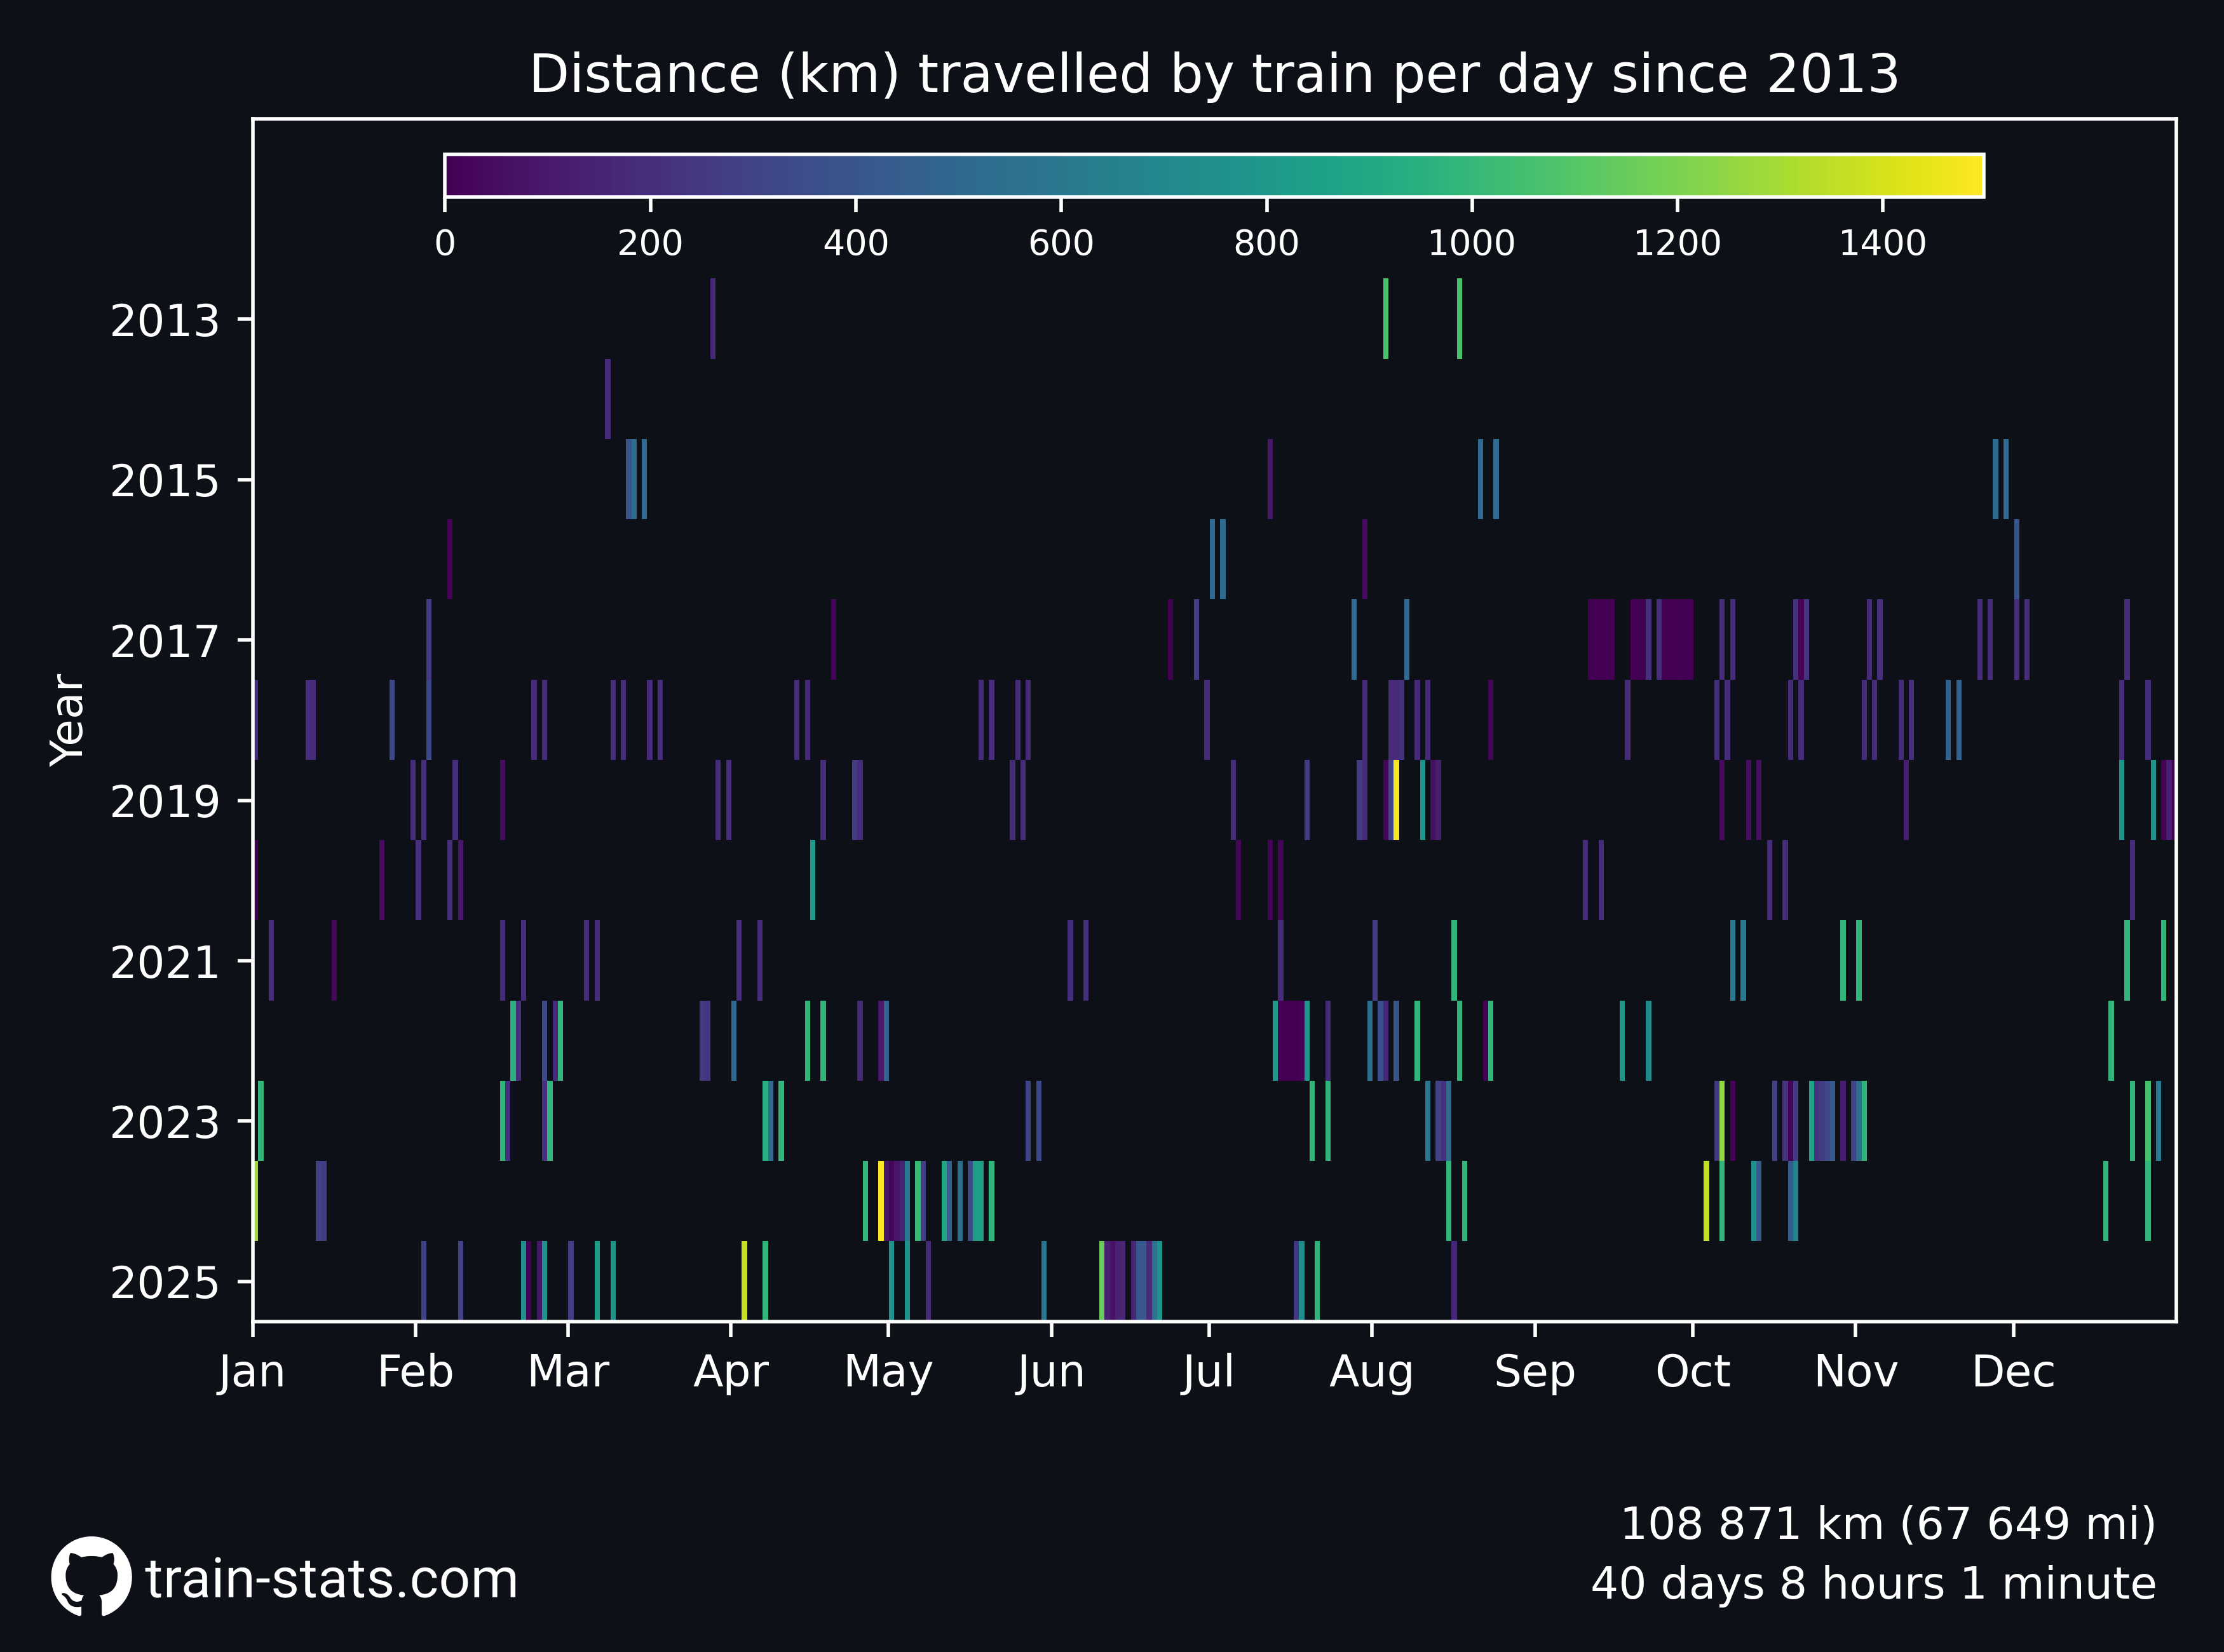 Distance (km) travelled by train per day since 2013
0 200 400 600 800 1000 1200 1400
Year
2013
2015
2017
2019
2021
2023
2025
Jan Feb Mar Apr May Jun Jul Aug Sep Oct Nov Dec
108 871 km (67 649 mi)
40 days 8 hours 1 minute
train-stats.com